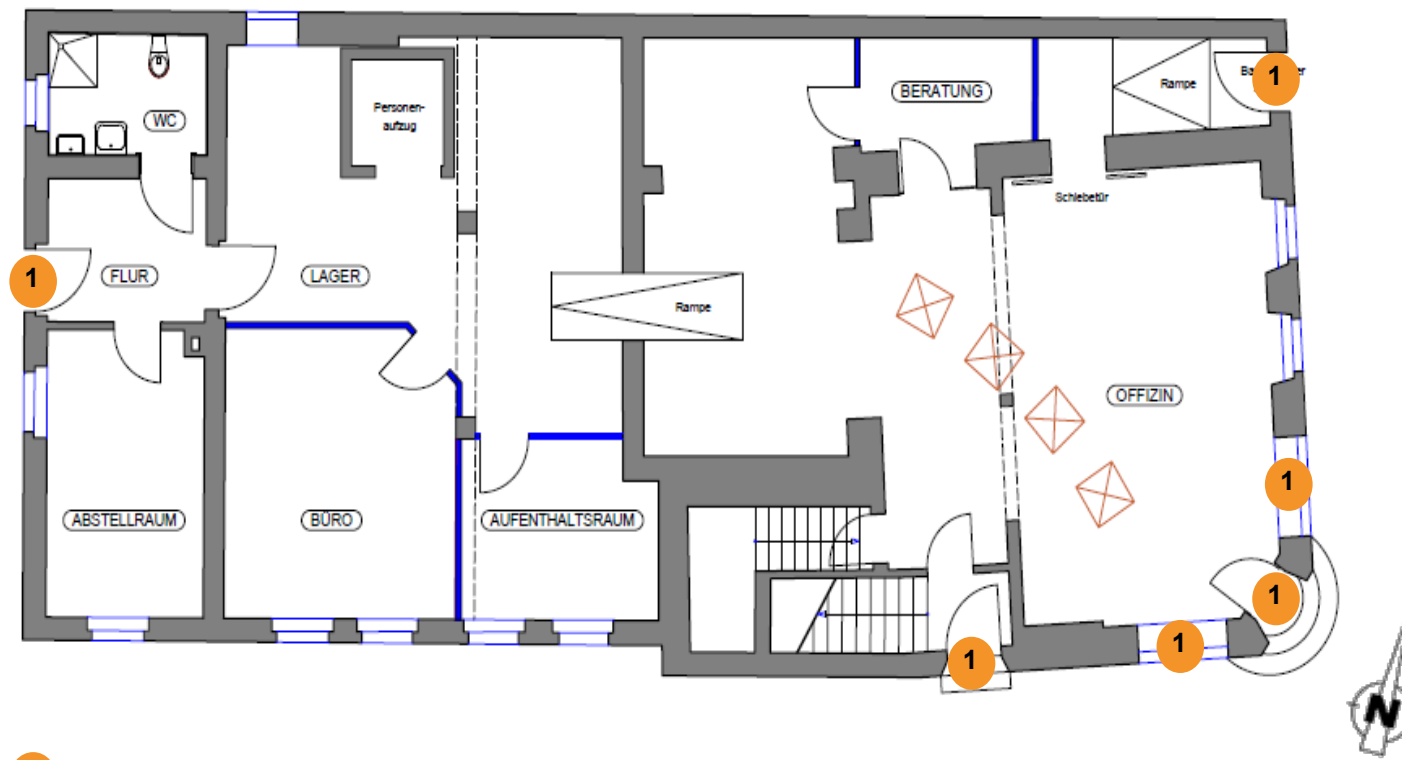 BERATUNG
Rampe
1
WC
Personen-
aufzug
Schiebetür
1
FLUR
LAGER
Rampe
OFFIZIN
1
ABSTELLRAUM
BÜRO
AUFENTHALTSRAUM
1
1
1
N